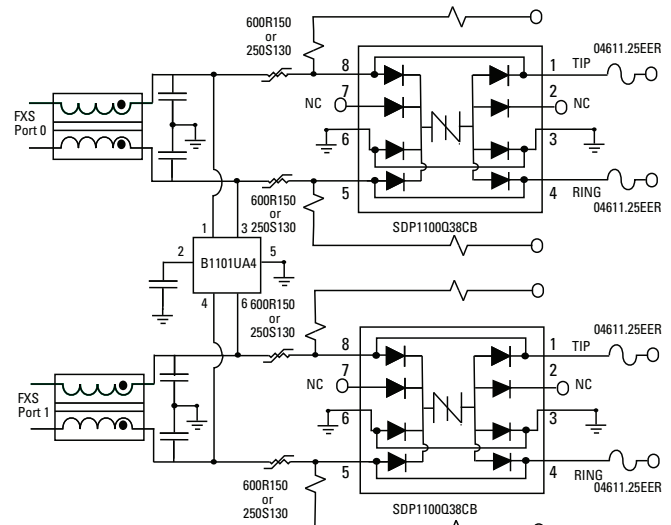 600R150
or
250S130
8
7
NC
6
5
1
TIP
04611.25EER
2
NC
3
4
RING
04611.25EER
SDP1100Q38CB
FXS
Port 0
600R150
or
250S130
1
3
2
B1101UA4
5
4
6
600R150
or
250S130
8
7
NC
6
5
1
TIP
04611.25EER
2
NC
3
4
RING
04611.25EER
SDP1100Q38CB
FXS
Port 1
600R150
or
250S130